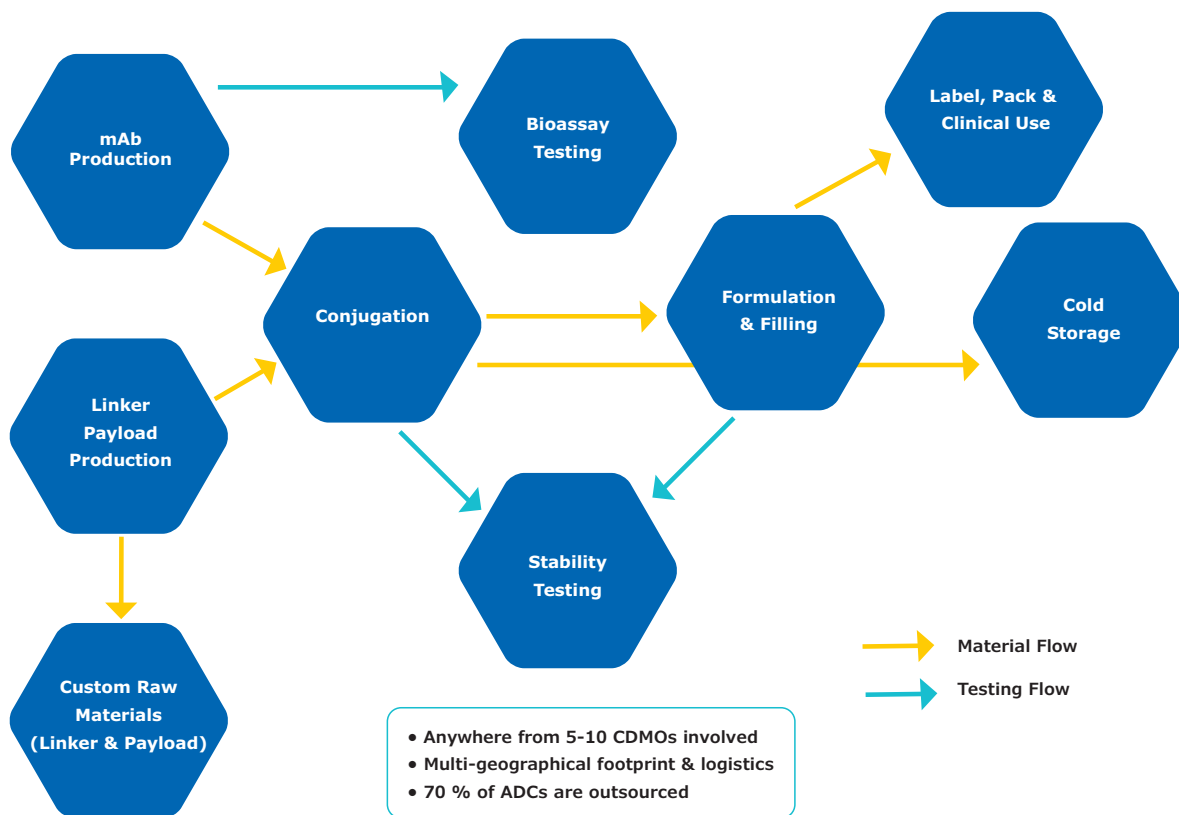 mAb
Production
Bioassay
Testing
Label, Pack &
Clinical Use
Conjugation
Formulation
& Filling
Cold
Storage
Linker
Payload
Production
Stability
Testing
Custom Raw
Materials
(Linker & Payload)
Material Flow
Testing Flow
• Anywhere from 5-10 CDMOs involved
• Multi-geographical footprint & logistics
• 70 % of ADCs are outsourced